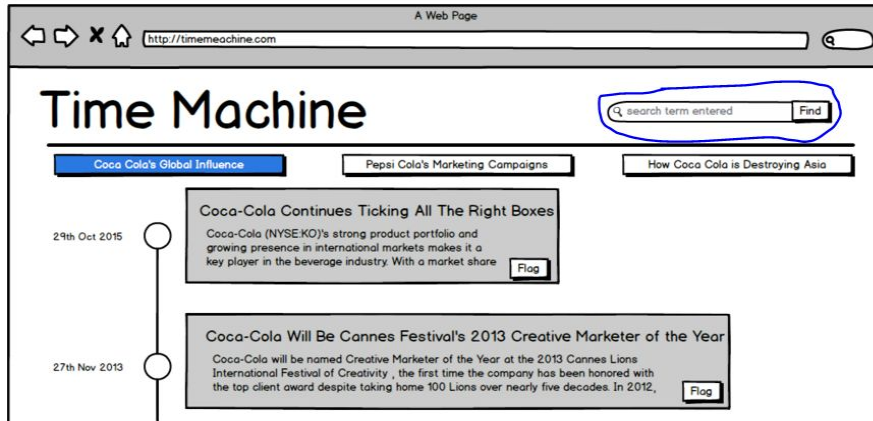 A Web Page
http://timemeachine.com
Time Machine
search term entered
Find
Coca Cola's Global Influence
Pepsi Cola's Marketing Campaigns
How Coca Cola is Destroying Asia
29th Oct 2015
Coca-Cola Continues Ticking All The Right Boxes
Coca-Cola (NYSE:KO)'s strong product portfolio and
growing presence in international markets makes it a
key player in the beverage industry. With a market share
Flag
27th Nov 2013
Coca-Cola Will Be Cannes Festival's 2013 Creative Marketer of the Year
Coca-Cola will be named Creative Marketer of the Year at the 2013 Cannes Lions
International Festival of Creativity , the first time the company has been honored with
the top client award despite taking home 100 Lions over nearly five decades. In 2012,
Flag